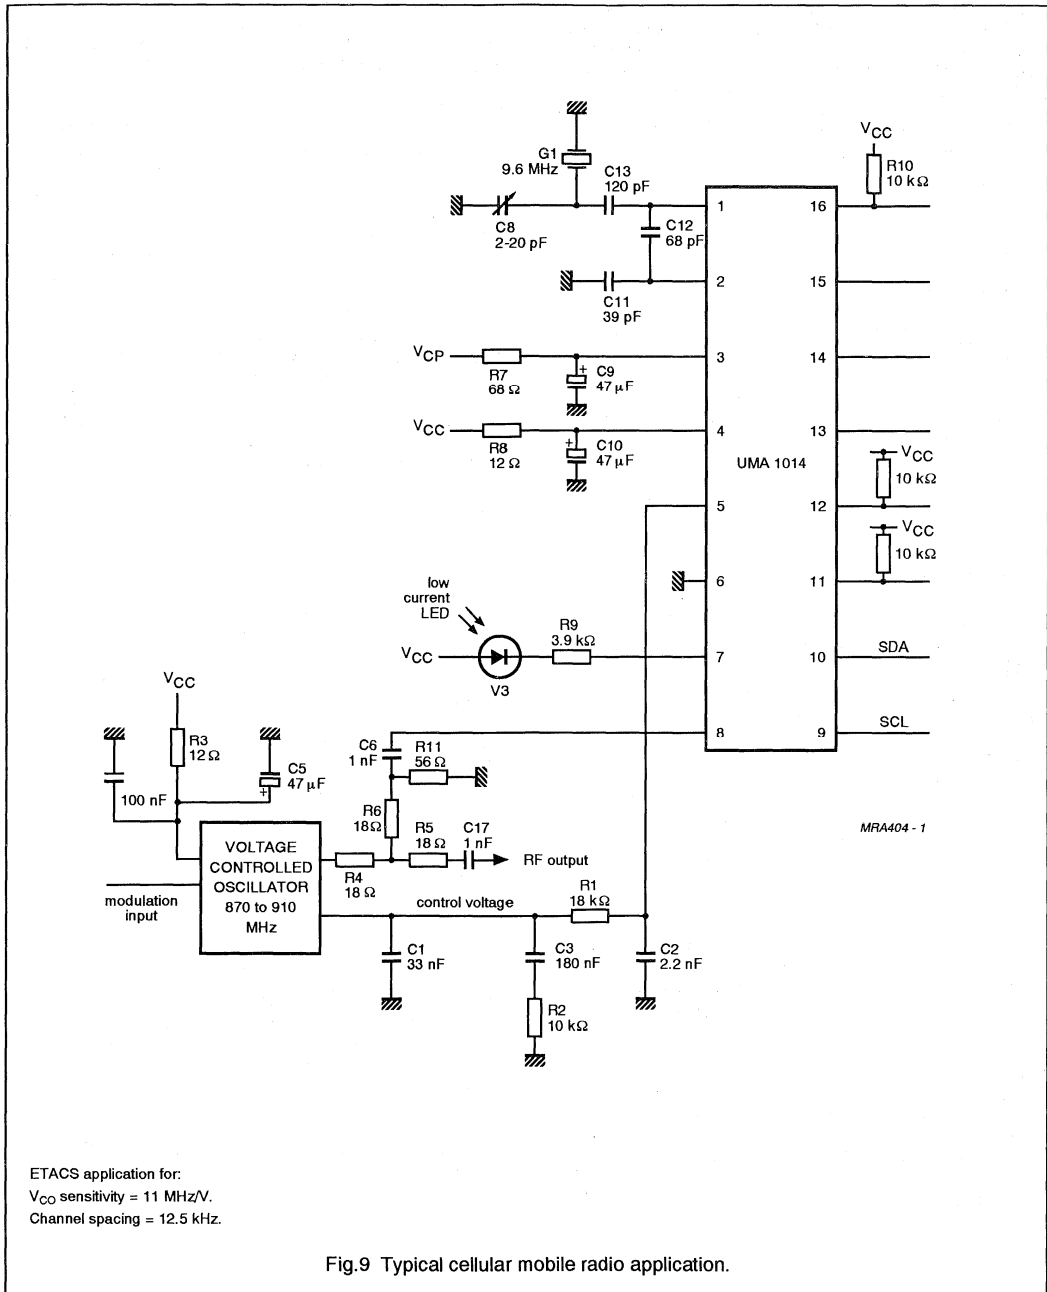 G1
9.6 MHz
C13
120 pF
C8
2-20 pF
C12
68 pF
C11
39 pF
VCC
R10
10 kΩ
1
16
2
15
VCP
R7
68 Ω
C9
47 µF
+
3
14
VCC
R8
12 Ω
C10
47 µF
+
4
13
UMA 1014
VCC
10 kΩ
5
12
VCC
10 kΩ
6
11
low
current
LED
VCC
V3
R9
3.9 kΩ
7
10
SDA
8
9
SCL
VCC
R3
12 Ω
C5
47 µF
+
100 nF
C6
1 nF
R11
56 Ω
R6
18 Ω
R5
18 Ω
C17
1 nF
RF output
R4
18 Ω
MRA404 - 1
VOLTAGE
CONTROLLED
OSCILLATOR
870 to 910
MHz
modulation
input
control voltage
R1
18 kΩ
C1
33 nF
C3
180 nF
C2
2.2 nF
R2
10 kΩ
ETACS application for:
VCO sensitivity = 11 MHz/V.
Channel spacing = 12.5 kHz.
Fig.9 Typical cellular mobile radio application.